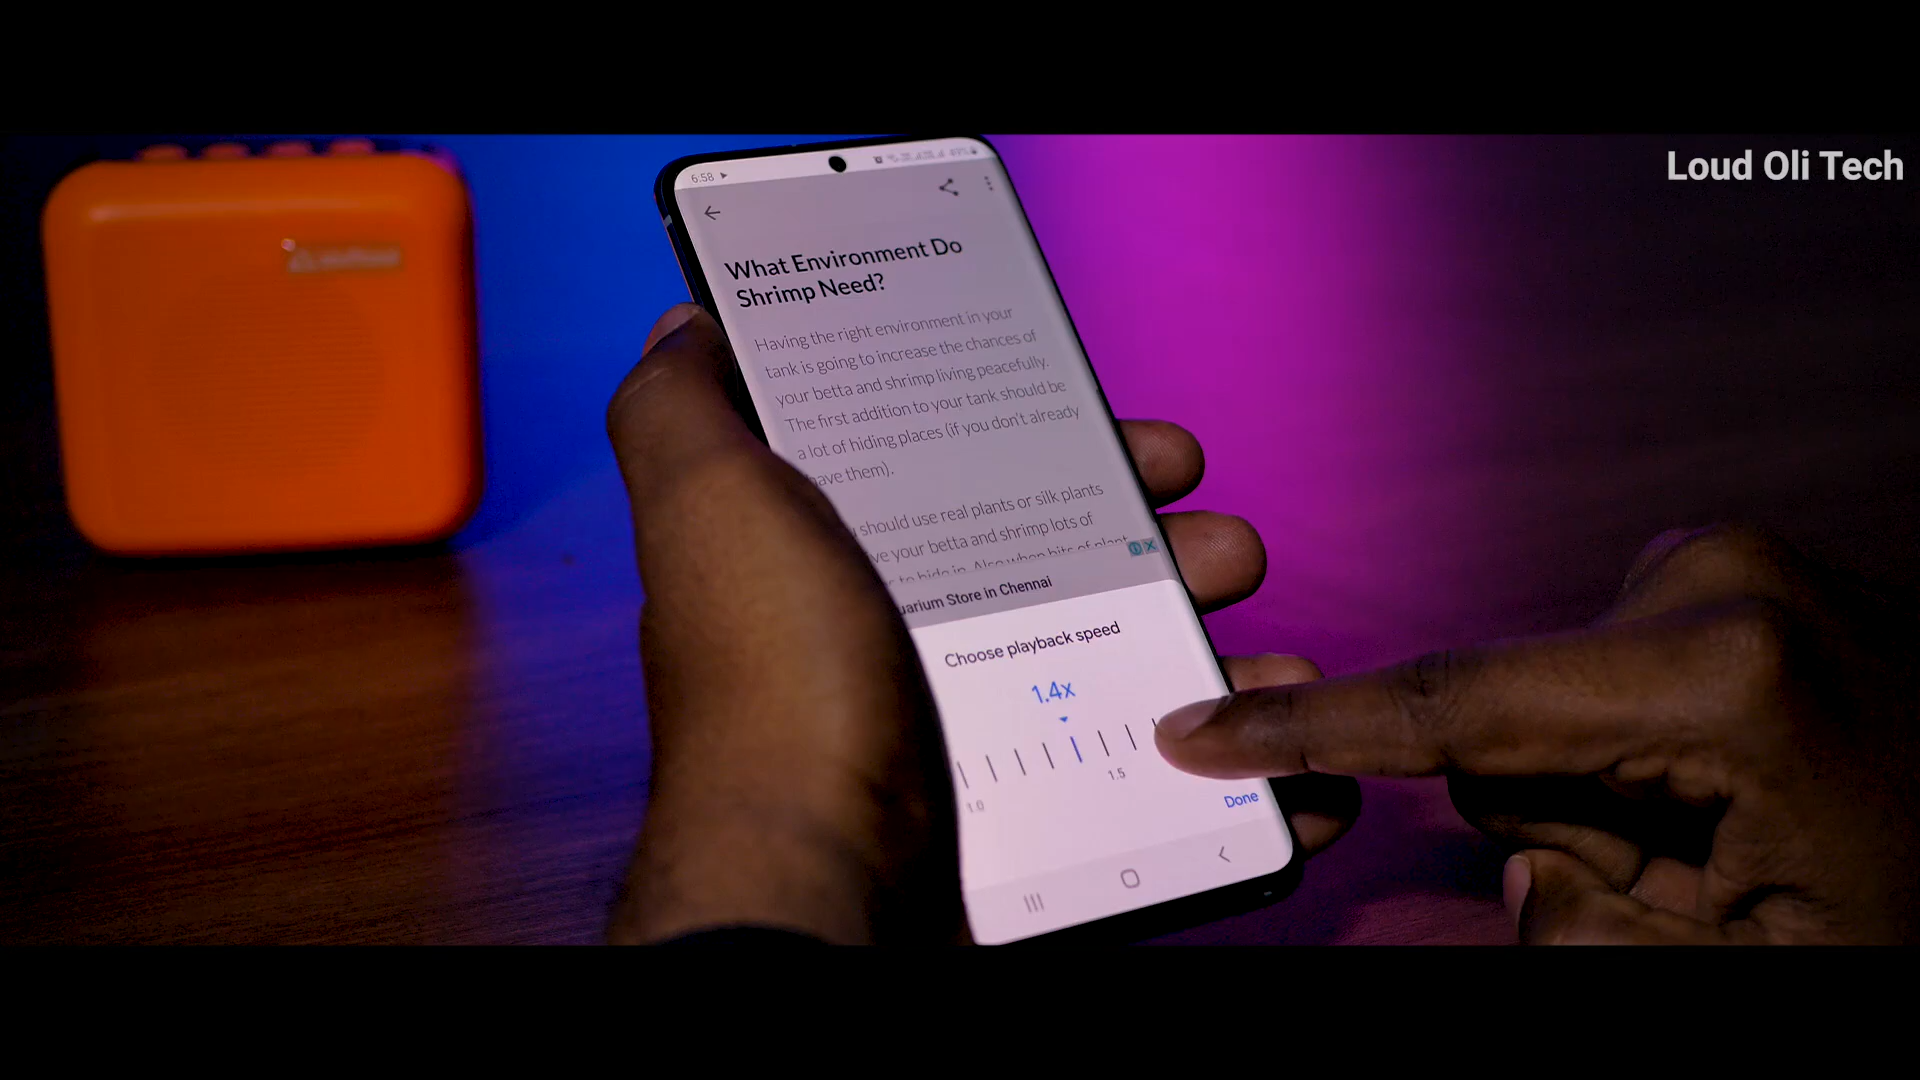 Loud Oli Tech
6:58
What Environment Do
Shrimp Need?
Having the right environment in your
tank is going to increase the chances of
your betta and shrimp living peacefully.
The first addition to your tank should be
a lot of hiding places (if you don't already
have them).
should use real plants or silk plants
your betta and shrimp lots of
to hide in. Also when bits of plant
Store in Chennai
Choose playback speed
1.4x
1.0
1.5
Done